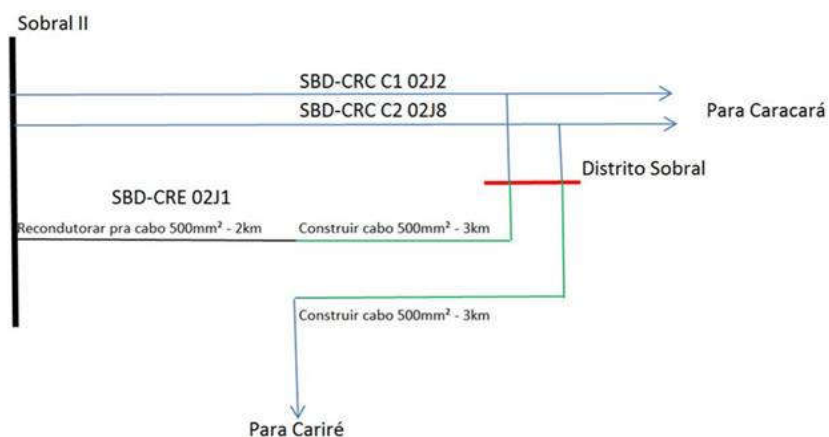 Sobral II
SBD-CRC C1 02J2
SBD-CRC C2 02J8
Para Caracará
Distrito Sobral
SBD-CRE 02J1
Recondutorar pra cabo 500mm² - 2km
Construir cabo 500mm² - 3km
Construir cabo 500mm² - 3km
Para Cariré